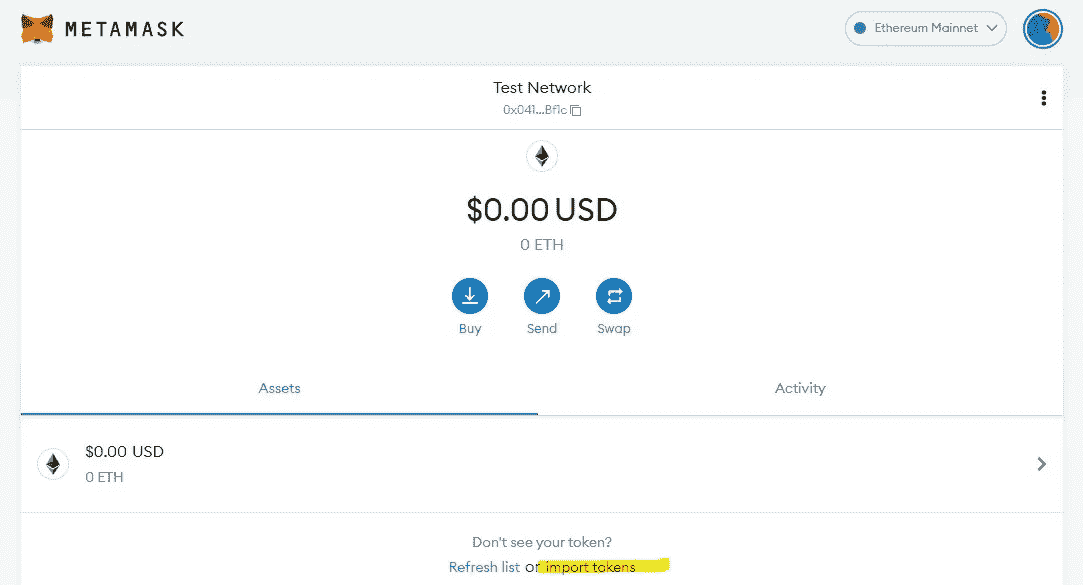 METAMASK
Ethereum Mainnet
Test Network
0x041...Bf1c
$0.00 USD
0 ETH
Buy
Send
Swap
Assets
Activity
$0.00 USD
0 ETH
Don't see your token?
Refresh list or import tokens